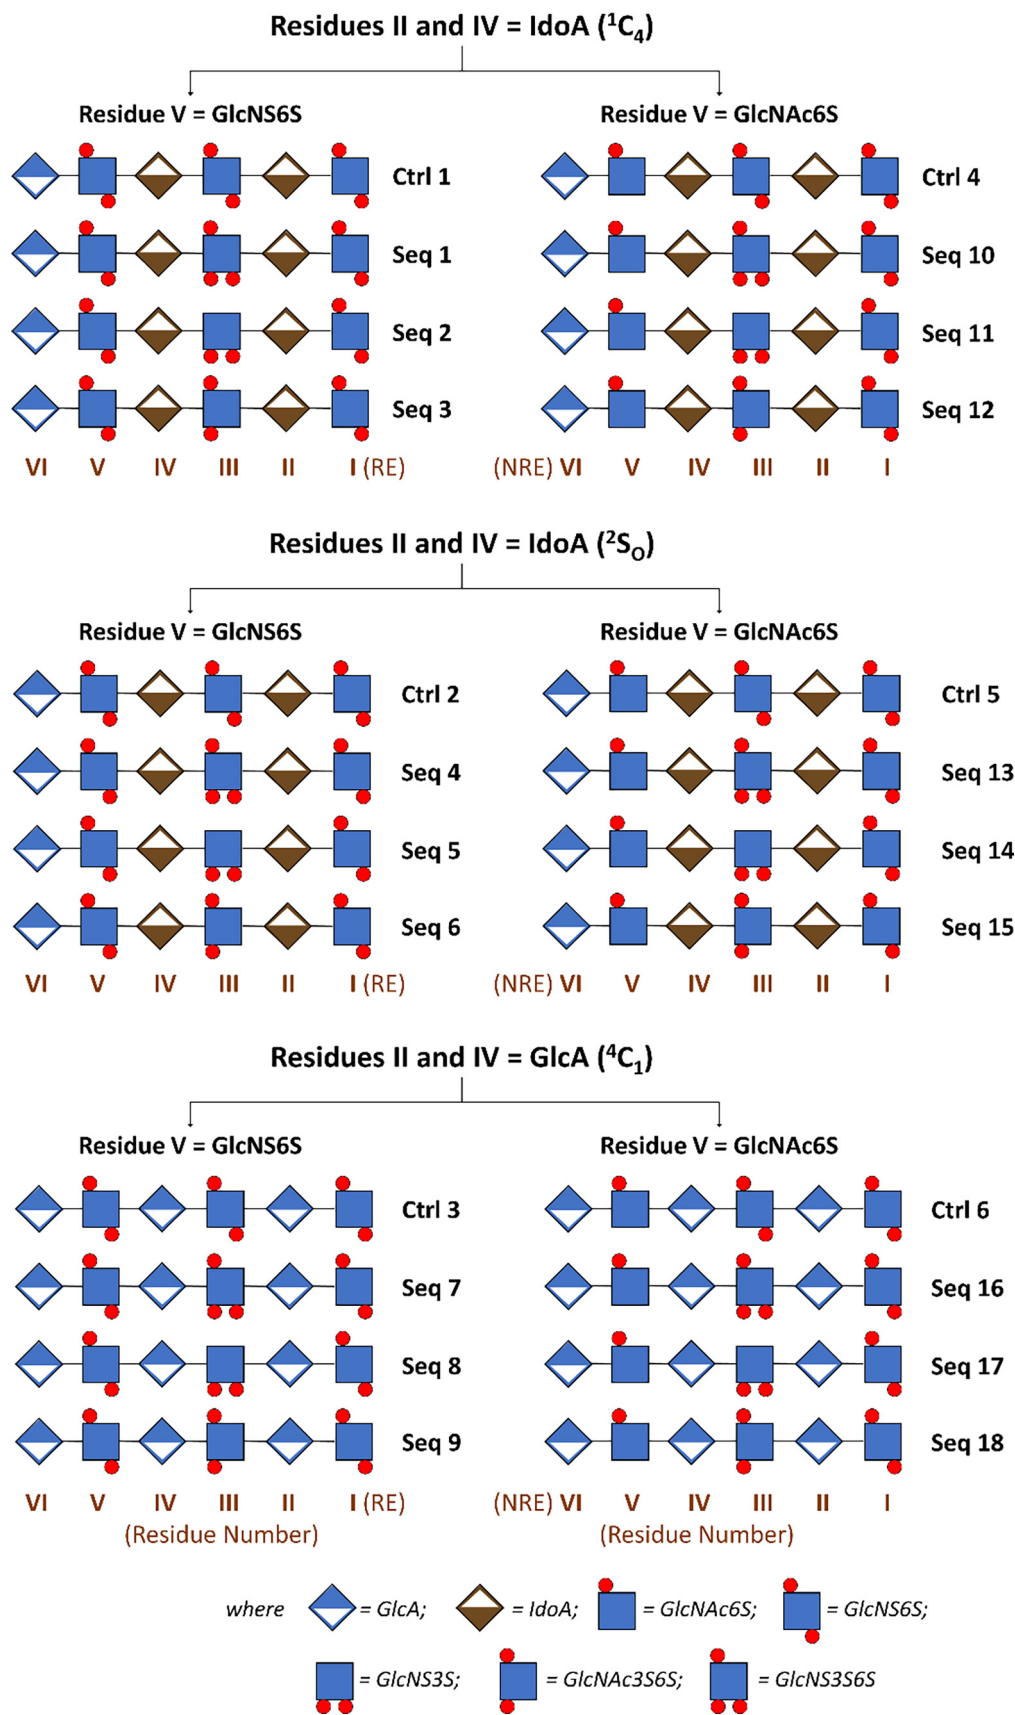 Residues II and IV = IdoA (¹C₄)
Residue V = GlcNS6S Residue V = GlcNAc6S
Ctrl 1 Ctrl 4
Seq 1 Seq 10
Seq 2 Seq 11
Seq 3 Seq 12
VI V IV III II I (RE) (NRE) VI V IV III II I
Residues II and IV = IdoA (²S₀)
Residue V = GlcNS6S Residue V = GlcNAc6S
Ctrl 2 Ctrl 5
Seq 4 Seq 13
Seq 5 Seq 14
Seq 6 Seq 15
VI V IV III II I (RE) (NRE) VI V IV III II I
Residues II and IV = GlcA (⁴C₁)
Residue V = GlcNS6S Residue V = GlcNAc6S
Ctrl 3 Ctrl 6
Seq 7 Seq 16
Seq 8 Seq 17
Seq 9 Seq 18
VI V IV III II I (RE) (NRE) VI V IV III II I
(Residue Number) (Residue Number)
where = GlcA; = IdoA; = GlcNAc6S; = GlcNS6S;
= GlcNS3S; = GlcNAc3S6S; = GlcNS3S6S